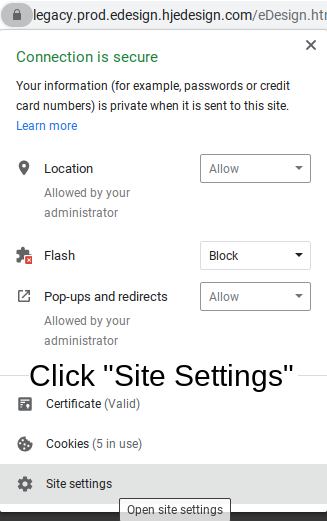 legacy.prod.edesign.hjedesign.com/eDesign.htm
Connection is secure
Your information (for example, passwords or credit
card numbers) is private when it is sent to this site.
Learn more
Location
Allow
Allowed by your
administrator
Flash
Block
Pop-ups and redirects
Allow
Allowed by your
administrator
Click "Site Settings"
Certificate (Valid)
Cookies (5 in use)
Site settings
Open site settings